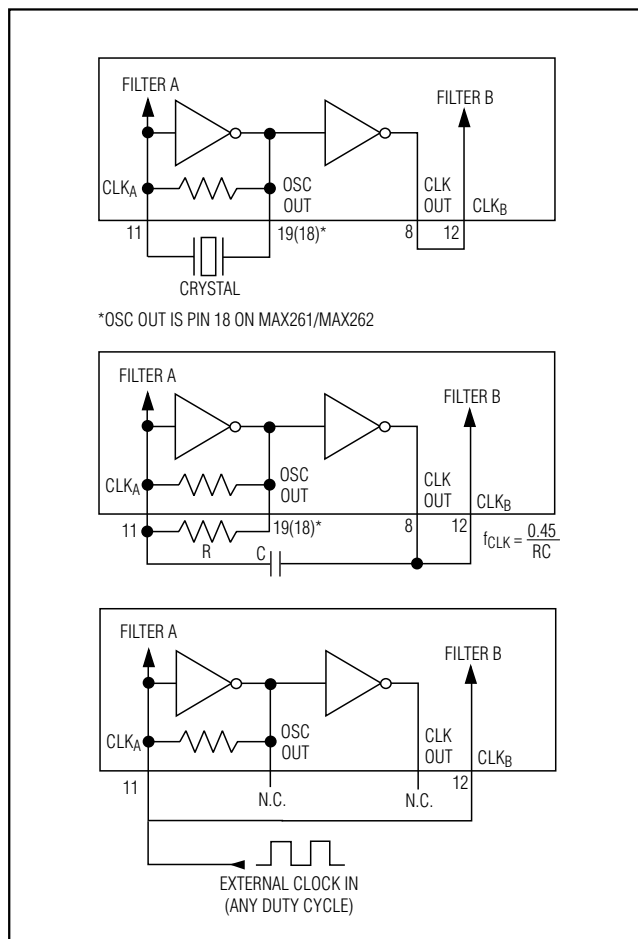 FILTER A
FILTER B
CLKA
OSC
OUT
CLK
OUT
CLKB
11
19(18)*
8
12
CRYSTAL
*OSC OUT IS PIN 18 ON MAX261/MAX262
FILTER A
FILTER B
CLKA
OSC
OUT
CLK
OUT
CLKB
11
19(18)*
8
12
R
C
fCLK = 0.45
RC
FILTER A
FILTER B
CLKA
OSC
OUT
CLK
OUT
CLKB
11
N.C.
N.C.
12
EXTERNAL CLOCK IN
(ANY DUTY CYCLE)